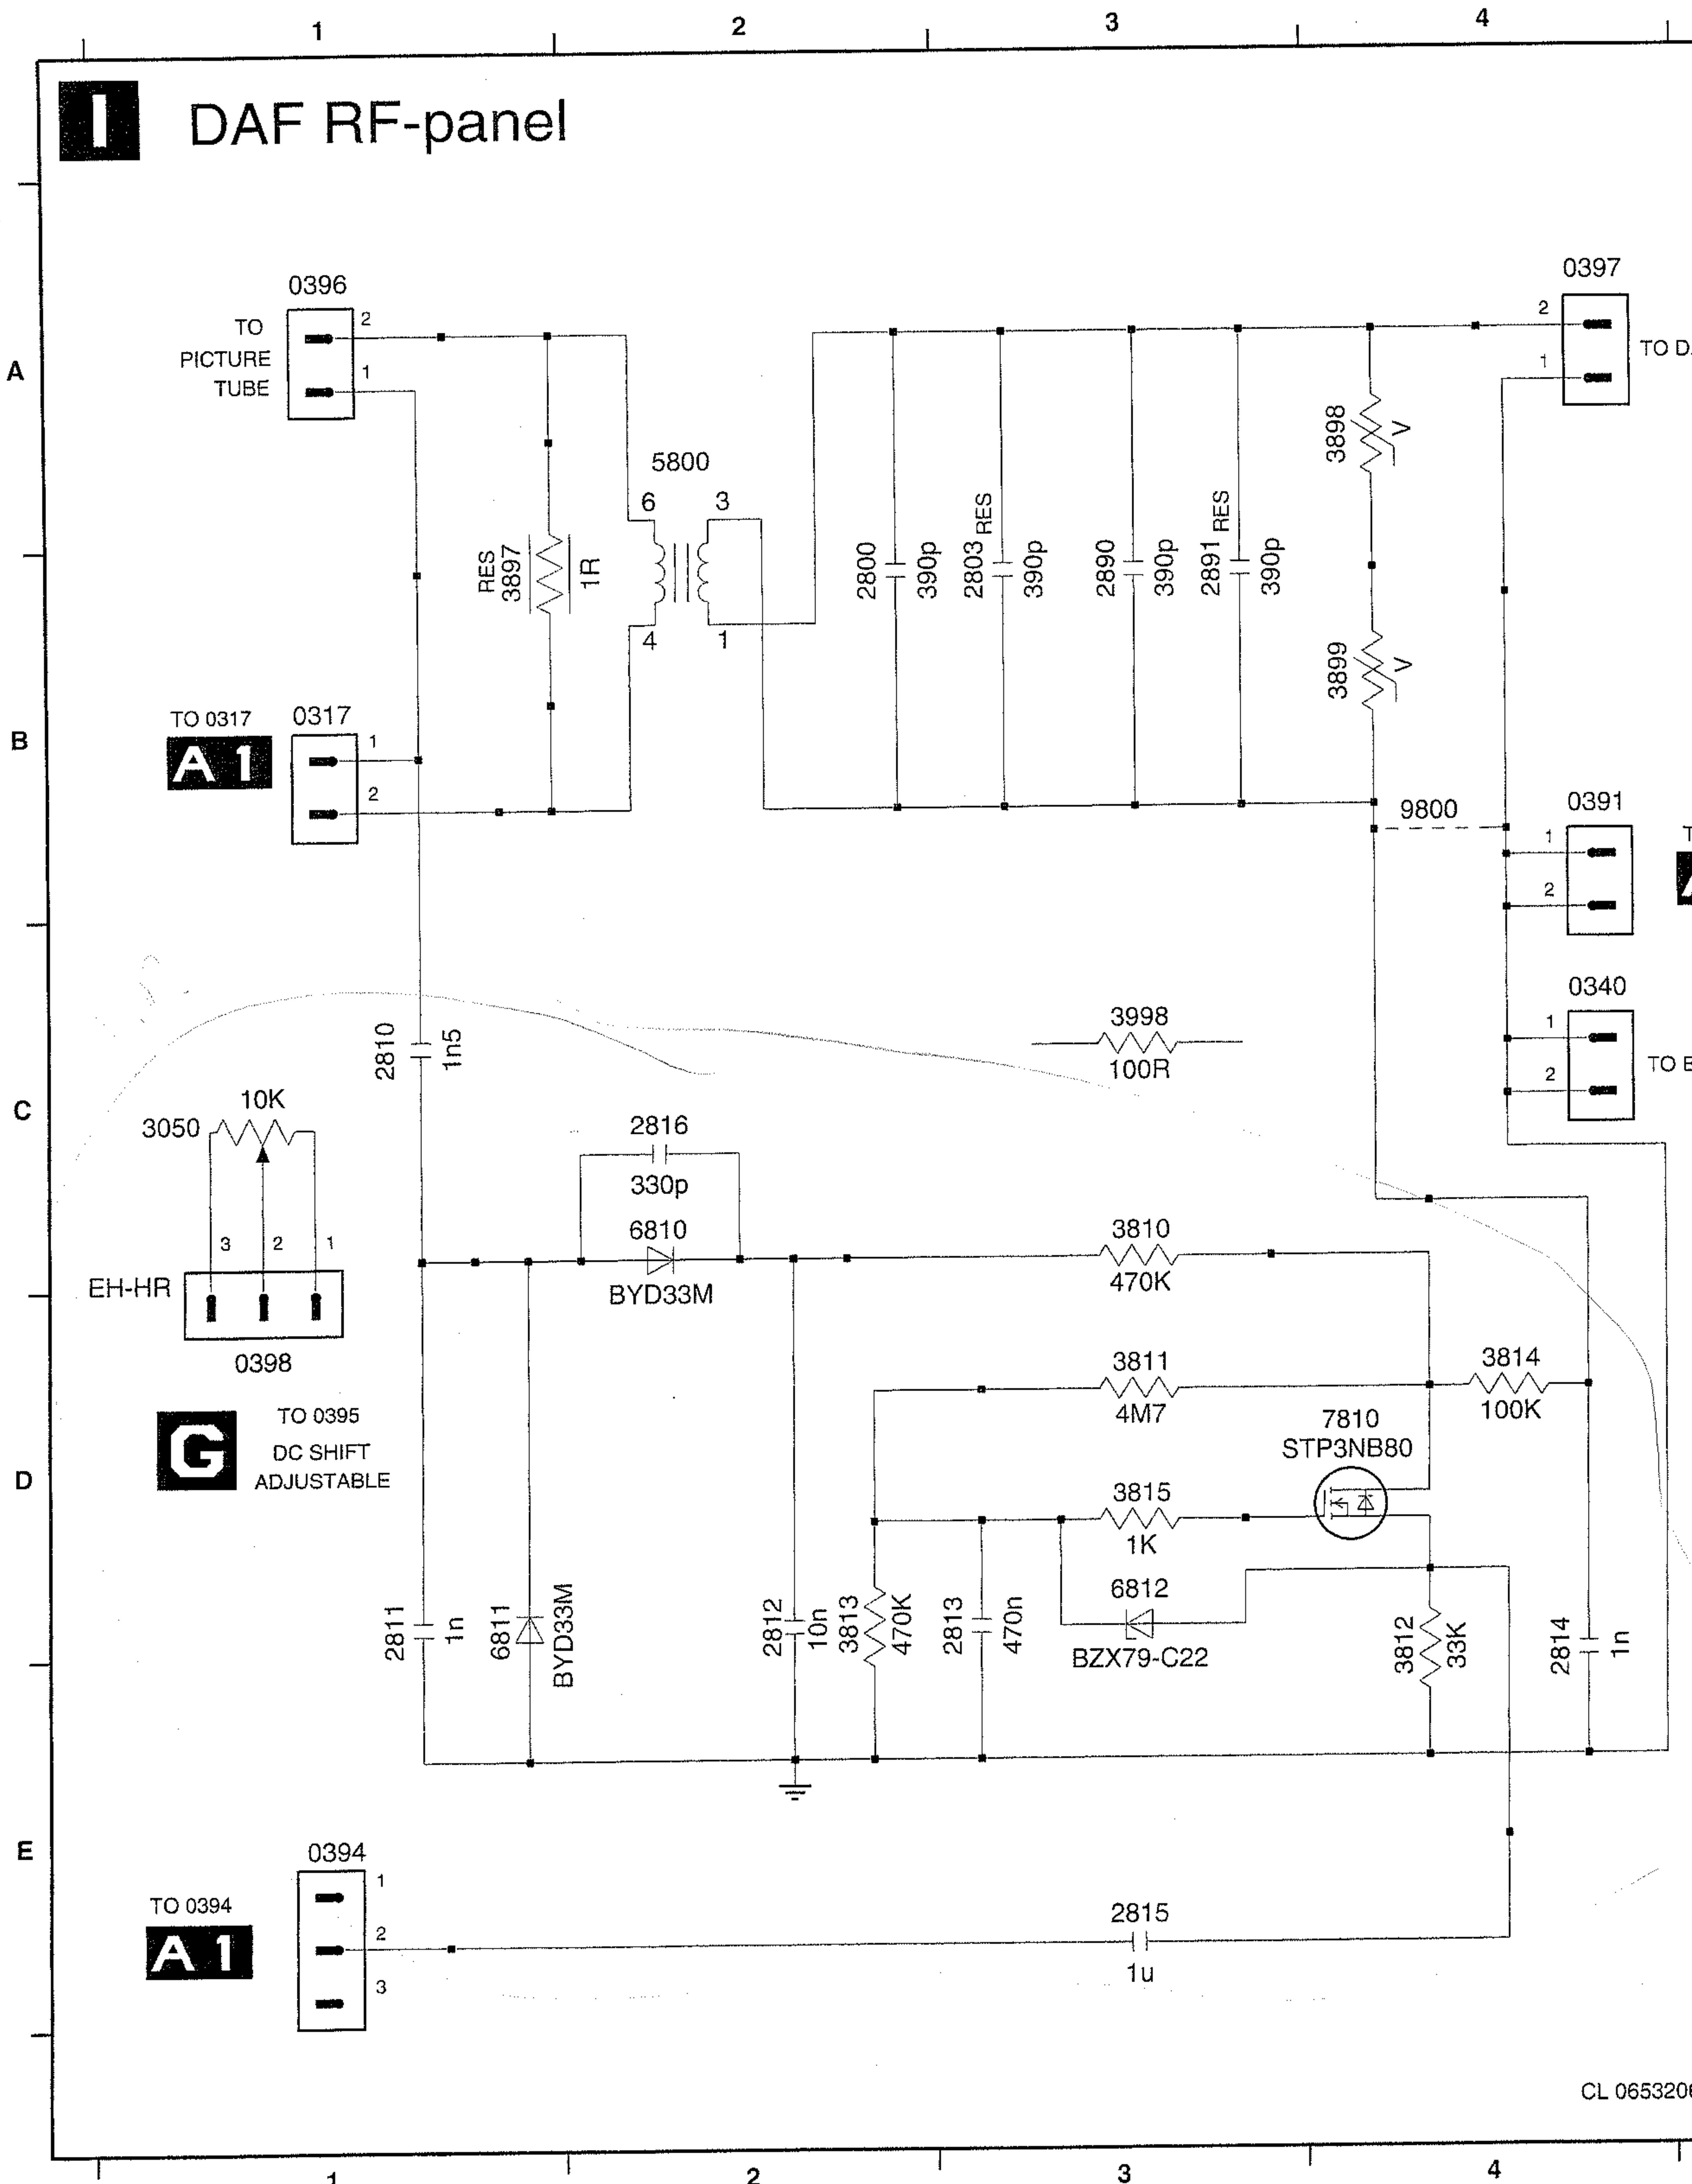 1 2 3 4
I DAF RF-panel
A
0396
TO
PICTURE
TUBE
2
1
0397
2
1
TO D
5800
6 3
4 1
RES
3897
1R
2800
390p
2803
RES
390p
2890
390p
2891
RES
390p
3898
V
3899
V
B
TO 0317
A 1
0317
1
2
9800
0391
1
2
0340
1
2
TO
C
2810
1n5
3998
100R
10K
3050
3 2 1
EH-HR
0398
G
TO 0395
DC SHIFT
ADJUSTABLE
2816
330p
6810
BYD33M
3810
470K
D
3811
4M7
3814
100K
7810
STP3NB80
3815
1K
6812
BZX79-C22
2811
1n
6811
BYD33M
2812
10n
3813
470K
2813
470n
3812
33K
2814
1n
E
TO 0394
A 1
0394
1
2
3
2815
1u
CL 0653206
1 2 3 4